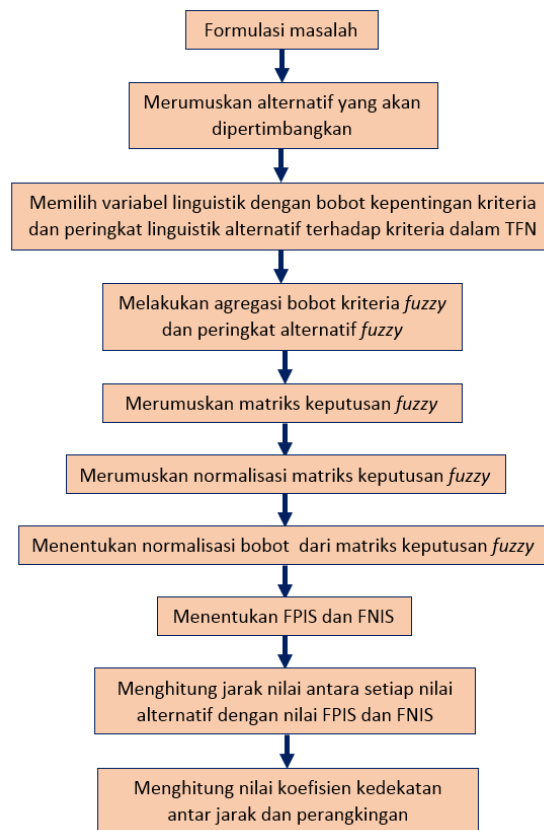 Formulasi masalah
Merumuskan alternatif yang akan
dipertimbangkan
Memilih variabel linguistik dengan bobot kepentingan kriteria
dan peringkat linguistik alternatif terhadap kriteria dalam TFN
Melakukan agregasi bobot kriteria fuzzy
dan peringkat alternatif fuzzy
Merumuskan matriks keputusan fuzzy
Merumuskan normalisasi matriks keputusan fuzzy
Menentukan normalisasi bobot dari matriks keputusan fuzzy
Menentukan FPIS dan FNIS
Menghitung jarak nilai antara setiap nilai
alternatif dengan nilai FPIS dan FNIS
Menghitung nilai koefisien kedekatan
antar jarak dan perangkingan